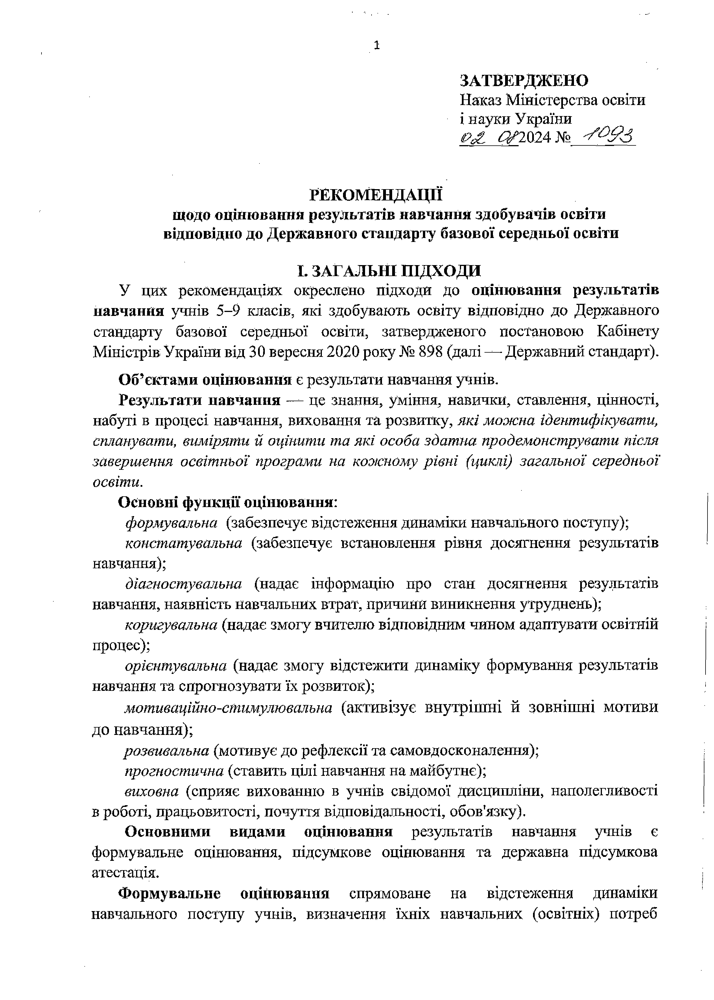 1
ЗАТВЕРДЖЕНО
Наказ Міністерства освіти
і науки України
02 08 2024 № 1093
РЕКОМЕНДАЦІЇ
щодо оцінювання результатів навчання здобувачів освіти
відповідно до Державного стандарту базової середньої освіти
І. ЗАГАЛЬНІ ПІДХОДИ
У цих рекомендаціях окреслено підходи до оцінювання результатів
навчання учнів 5–9 класів, які здобувають освіту відповідно до Державного
стандарту базової середньої освіти, затвердженого постановою Кабінету
Міністрів України від 30 вересня 2020 року № 898 (далі — Державний стандарт).
Об’єктами оцінювання є результати навчання учнів.
Результати навчання — це знання, уміння, навички, ставлення, цінності,
набуті в процесі навчання, виховання та розвитку, які можна ідентифікувати,
спланувати, виміряти й оцінити та які особа здатна продемонструвати після
завершення освітньої програми на кожному рівні (циклі) загальної середньої
освіти.
Основні функції оцінювання:
формувальна (забезпечує відстеження динаміки навчального поступу);
констатувальна (забезпечує встановлення рівня досягнення результатів
навчання);
діагностувальна (надає інформацію про стан досягнення результатів
навчання, наявність навчальних втрат, причини виникнення утруднень);
коригувальна (надає змогу вчителю відповідним чином адаптувати освітній
процес);
орієнтувальна (надає змогу відстежити динаміку формування результатів
навчання та спрогнозувати їх розвиток);
мотиваційно-стимулювальна (активізує внутрішні й зовнішні мотиви
до навчання);
розвивальна (мотивує до рефлексії та самовдосконалення);
прогностична (ставить цілі навчання на майбутнє);
виховна (сприяє вихованню в учнів свідомої дисципліни, наполегливості
в роботі, працьовитості, почуття відповідальності, обов'язку).
Основними видами оцінювання результатів навчання учнів є
формувальне оцінювання, підсумкове оцінювання та державна підсумкова
атестація.
Формувальне оцінювання спрямоване на відстеження динаміки
навчального поступу учнів, визначення їхніх навчальних (освітніх) потреб